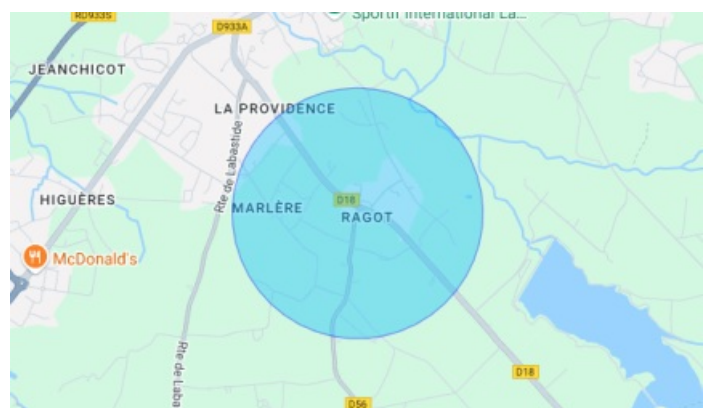 RD933S
D933A
Sportif International La...
JEANCHICOT
LA PROVIDENCE
Rte de Labastide
HIGUÈRES
MARLÈRE
D18
RAGOT
McDonald's
Rte de Laba
D18
D56